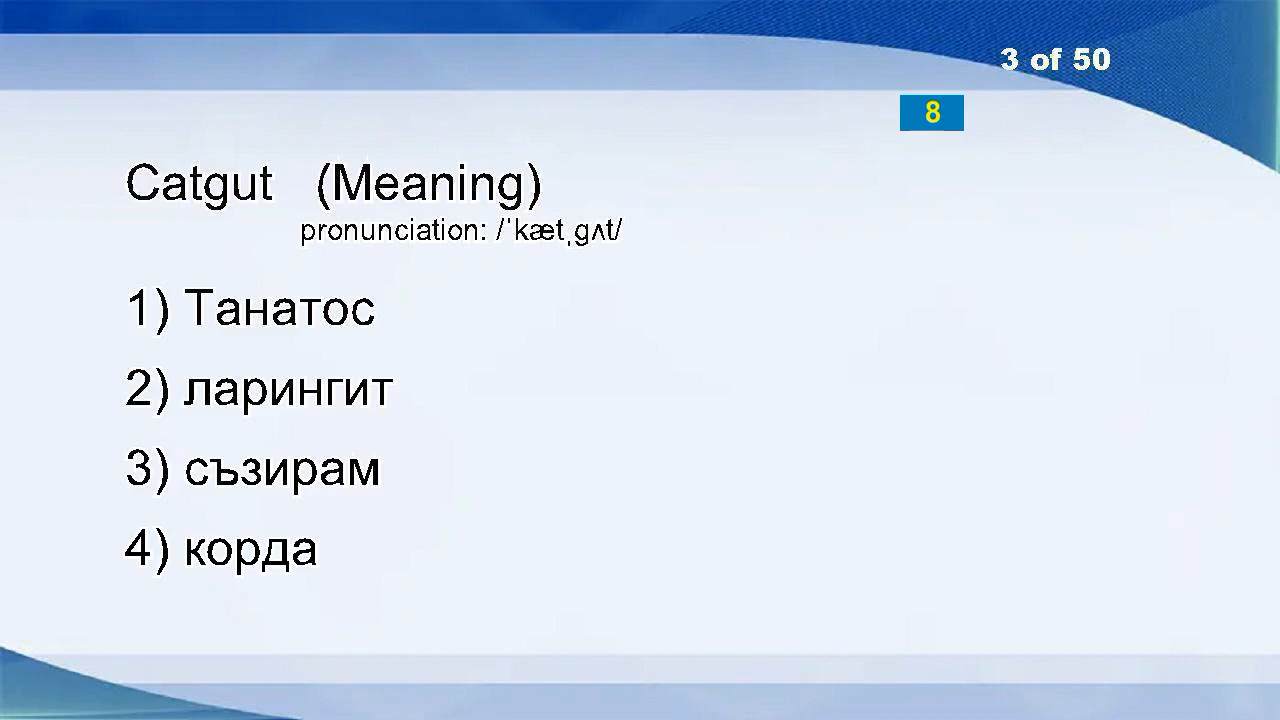 3 of 50
8
Catgut (Meaning)
pronunciation: /ˈkætˌɡʌt/
1) Танатос
2) ларингит
3) съзирам
4) корда